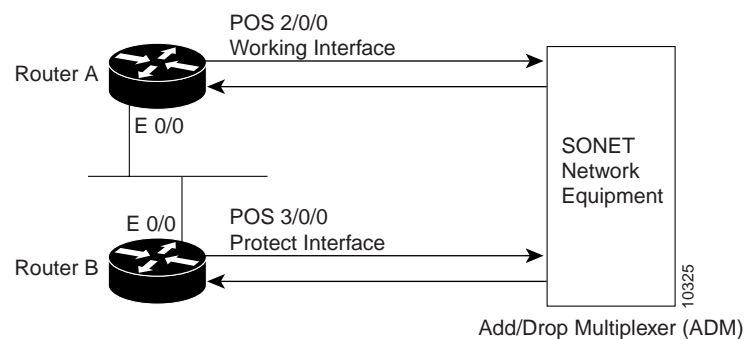 POS 2/0/0
Working Interface
Router A
E 0/0
SONET
Network
Equipment
E 0/0
POS 3/0/0
Protect Interface
Router B
10325
Add/Drop Multiplexer (ADM)